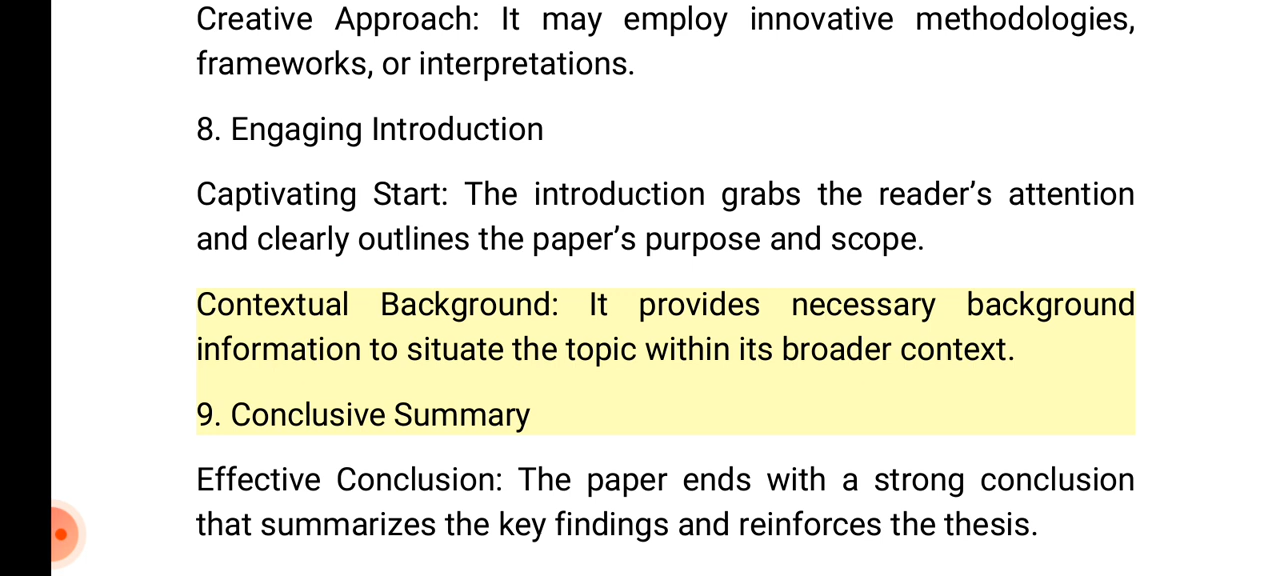 Creative Approach: It may employ innovative methodologies,
frameworks, or interpretations.
8. Engaging Introduction
Captivating Start: The introduction grabs the reader’s attention
and clearly outlines the paper’s purpose and scope.
Contextual Background: It provides necessary background
information to situate the topic within its broader context.
9. Conclusive Summary
Effective Conclusion: The paper ends with a strong conclusion
that summarizes the key findings and reinforces the thesis.